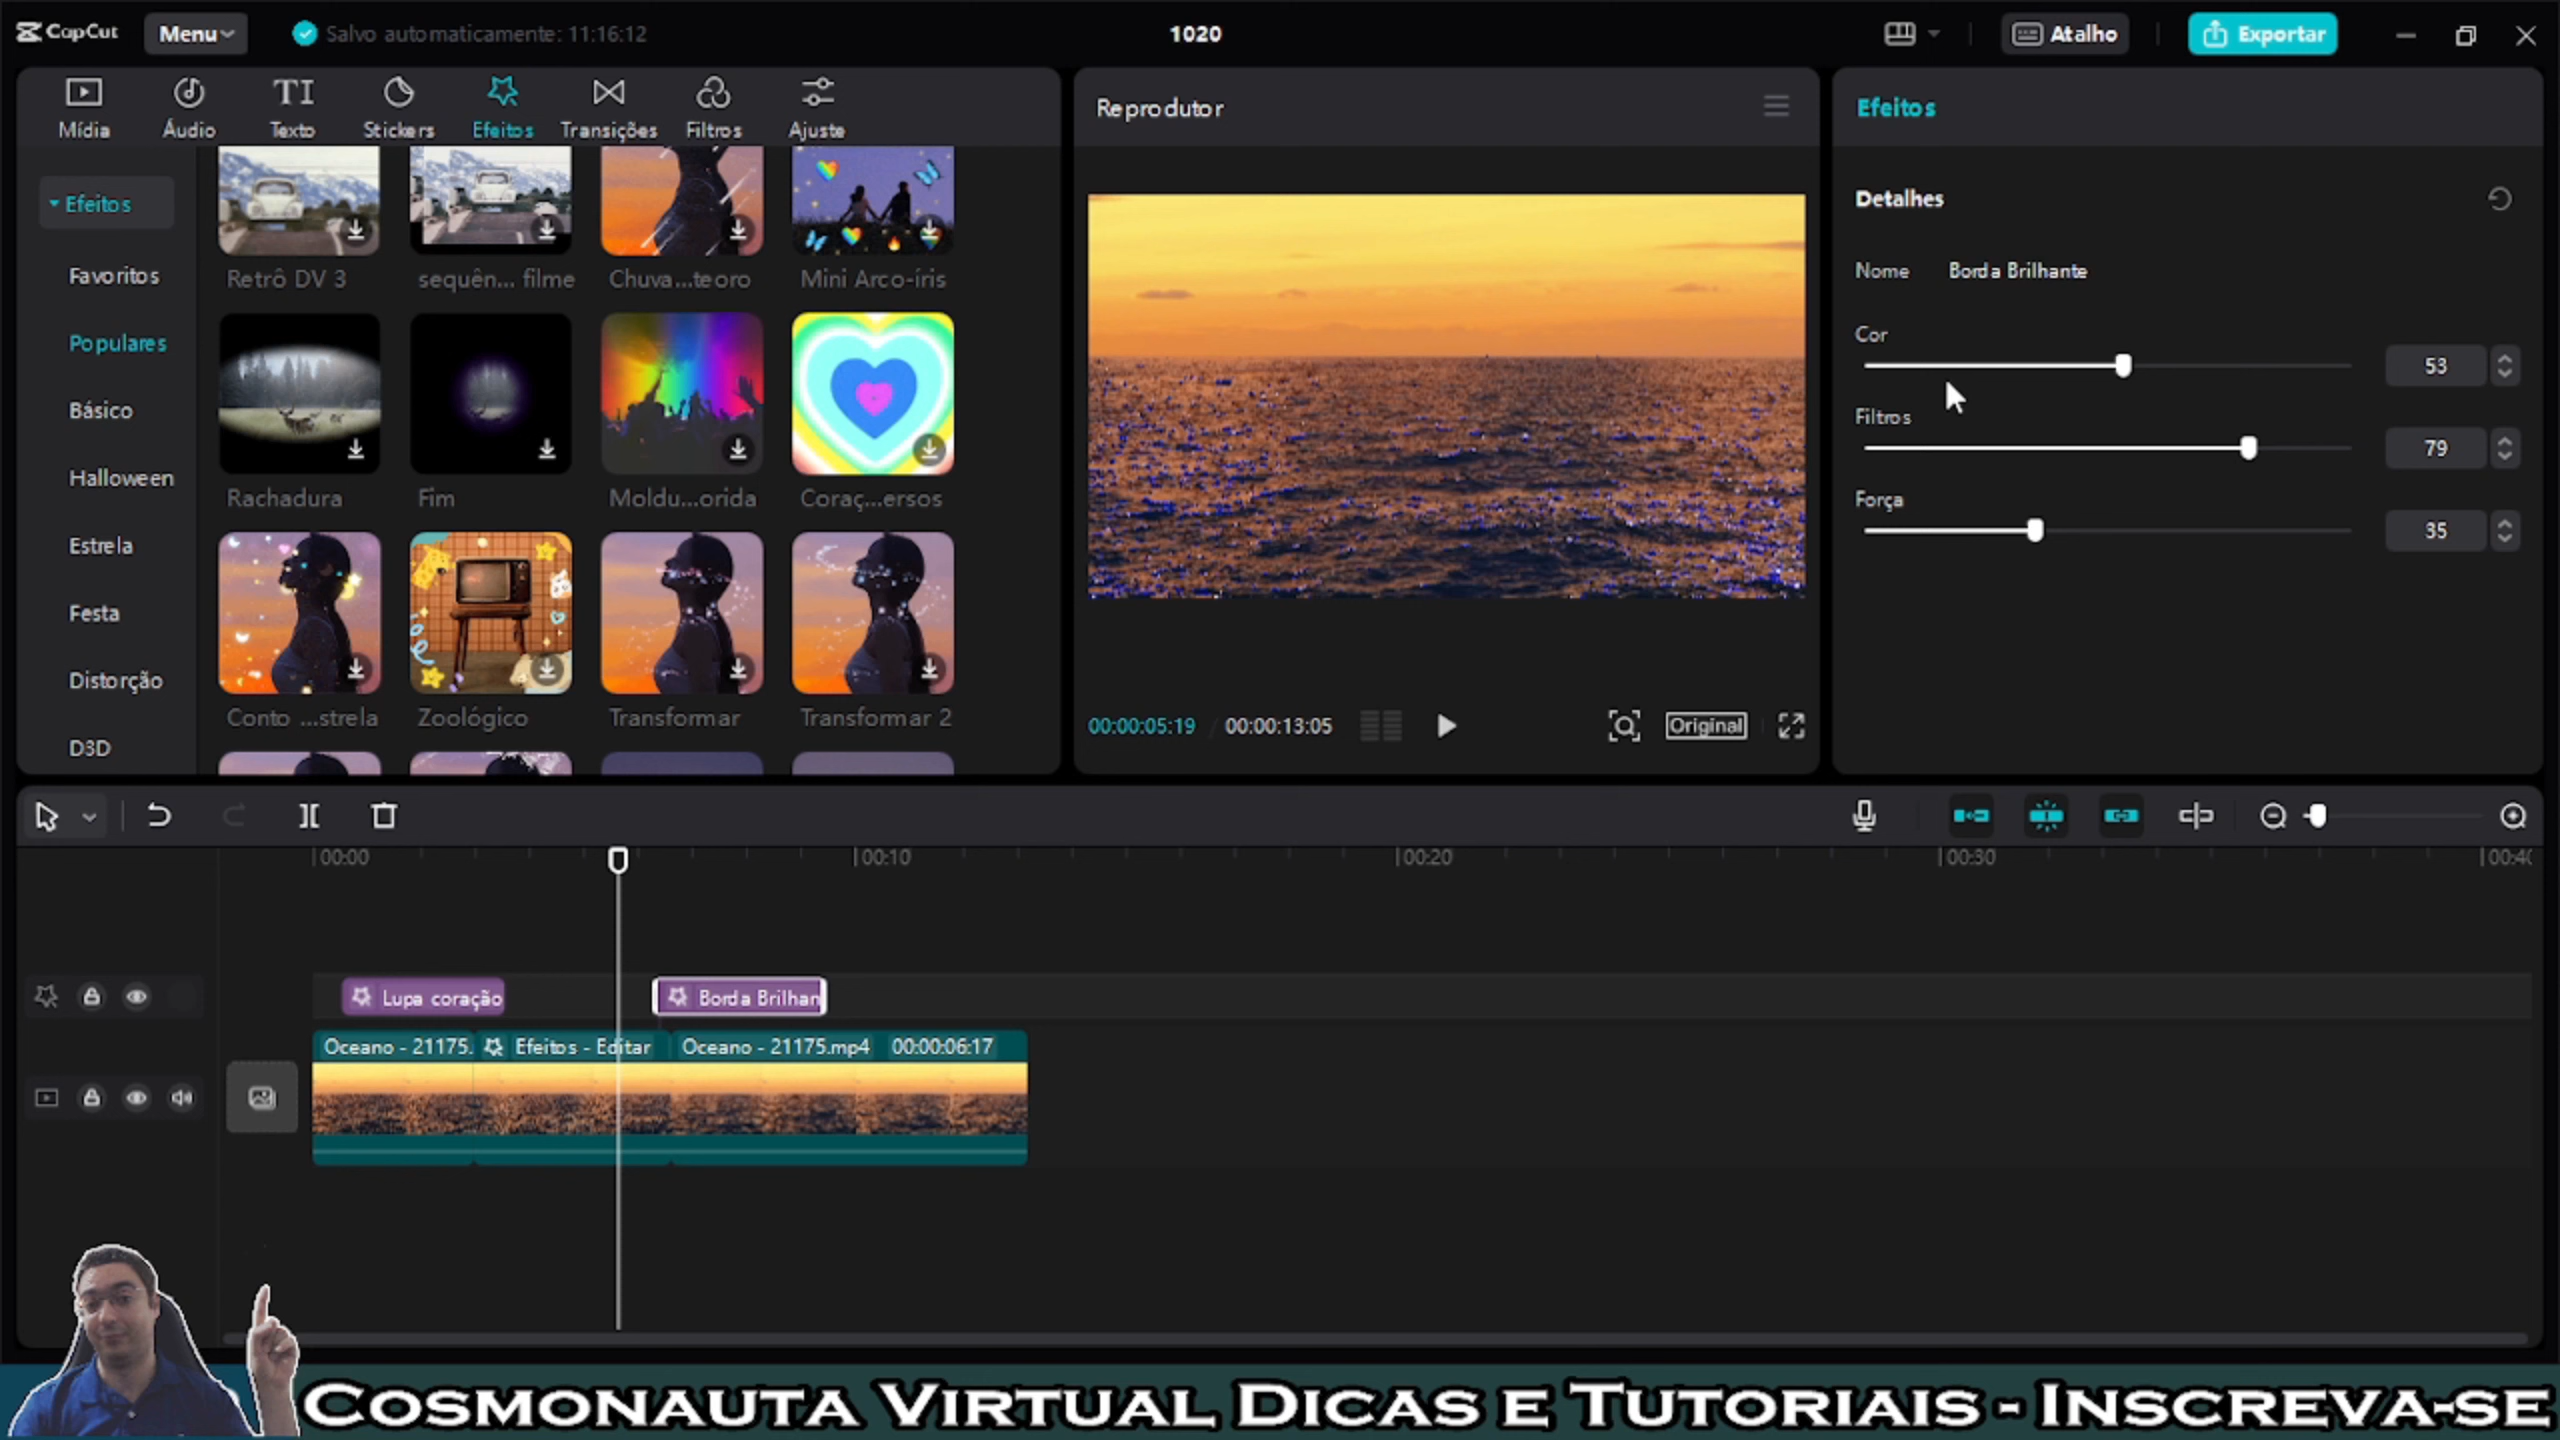 CapCut
Menu
Salvo automaticamente: 11:16:12
1020
Atalho
Exportar
Mídia
Áudio
TI
Texto
Stickers
Efeitos
Transições
Filtros
Ajuste
Efeitos
Favoritos
Populares
Básico
Halloween
Estrela
Festa
Distorção
D3D
Retrô DV 3
sequên... filme
Chuva...teoro
Mini Arco-íris
Rachadura
Fim
Moldu...orida
Coraç...ersos
Conto ...strela
Zoológico
Transformar
Transformar 2
Reprodutor
00:00:05:19 / 00:00:13:05
Original
Efeitos
Detalhes
Nome Borda Brilhante
Cor
53
Filtros
79
Força
35
00:00
00:10
00:20
00:30
00:4
Lupa coração
Borda Brilhan
Oceano - 21175.
Efeitos - Editar
Oceano - 21175.mp4 00:00:06:17
Cosmonauta Virtual Dicas e Tutoriais - Inscreva-se